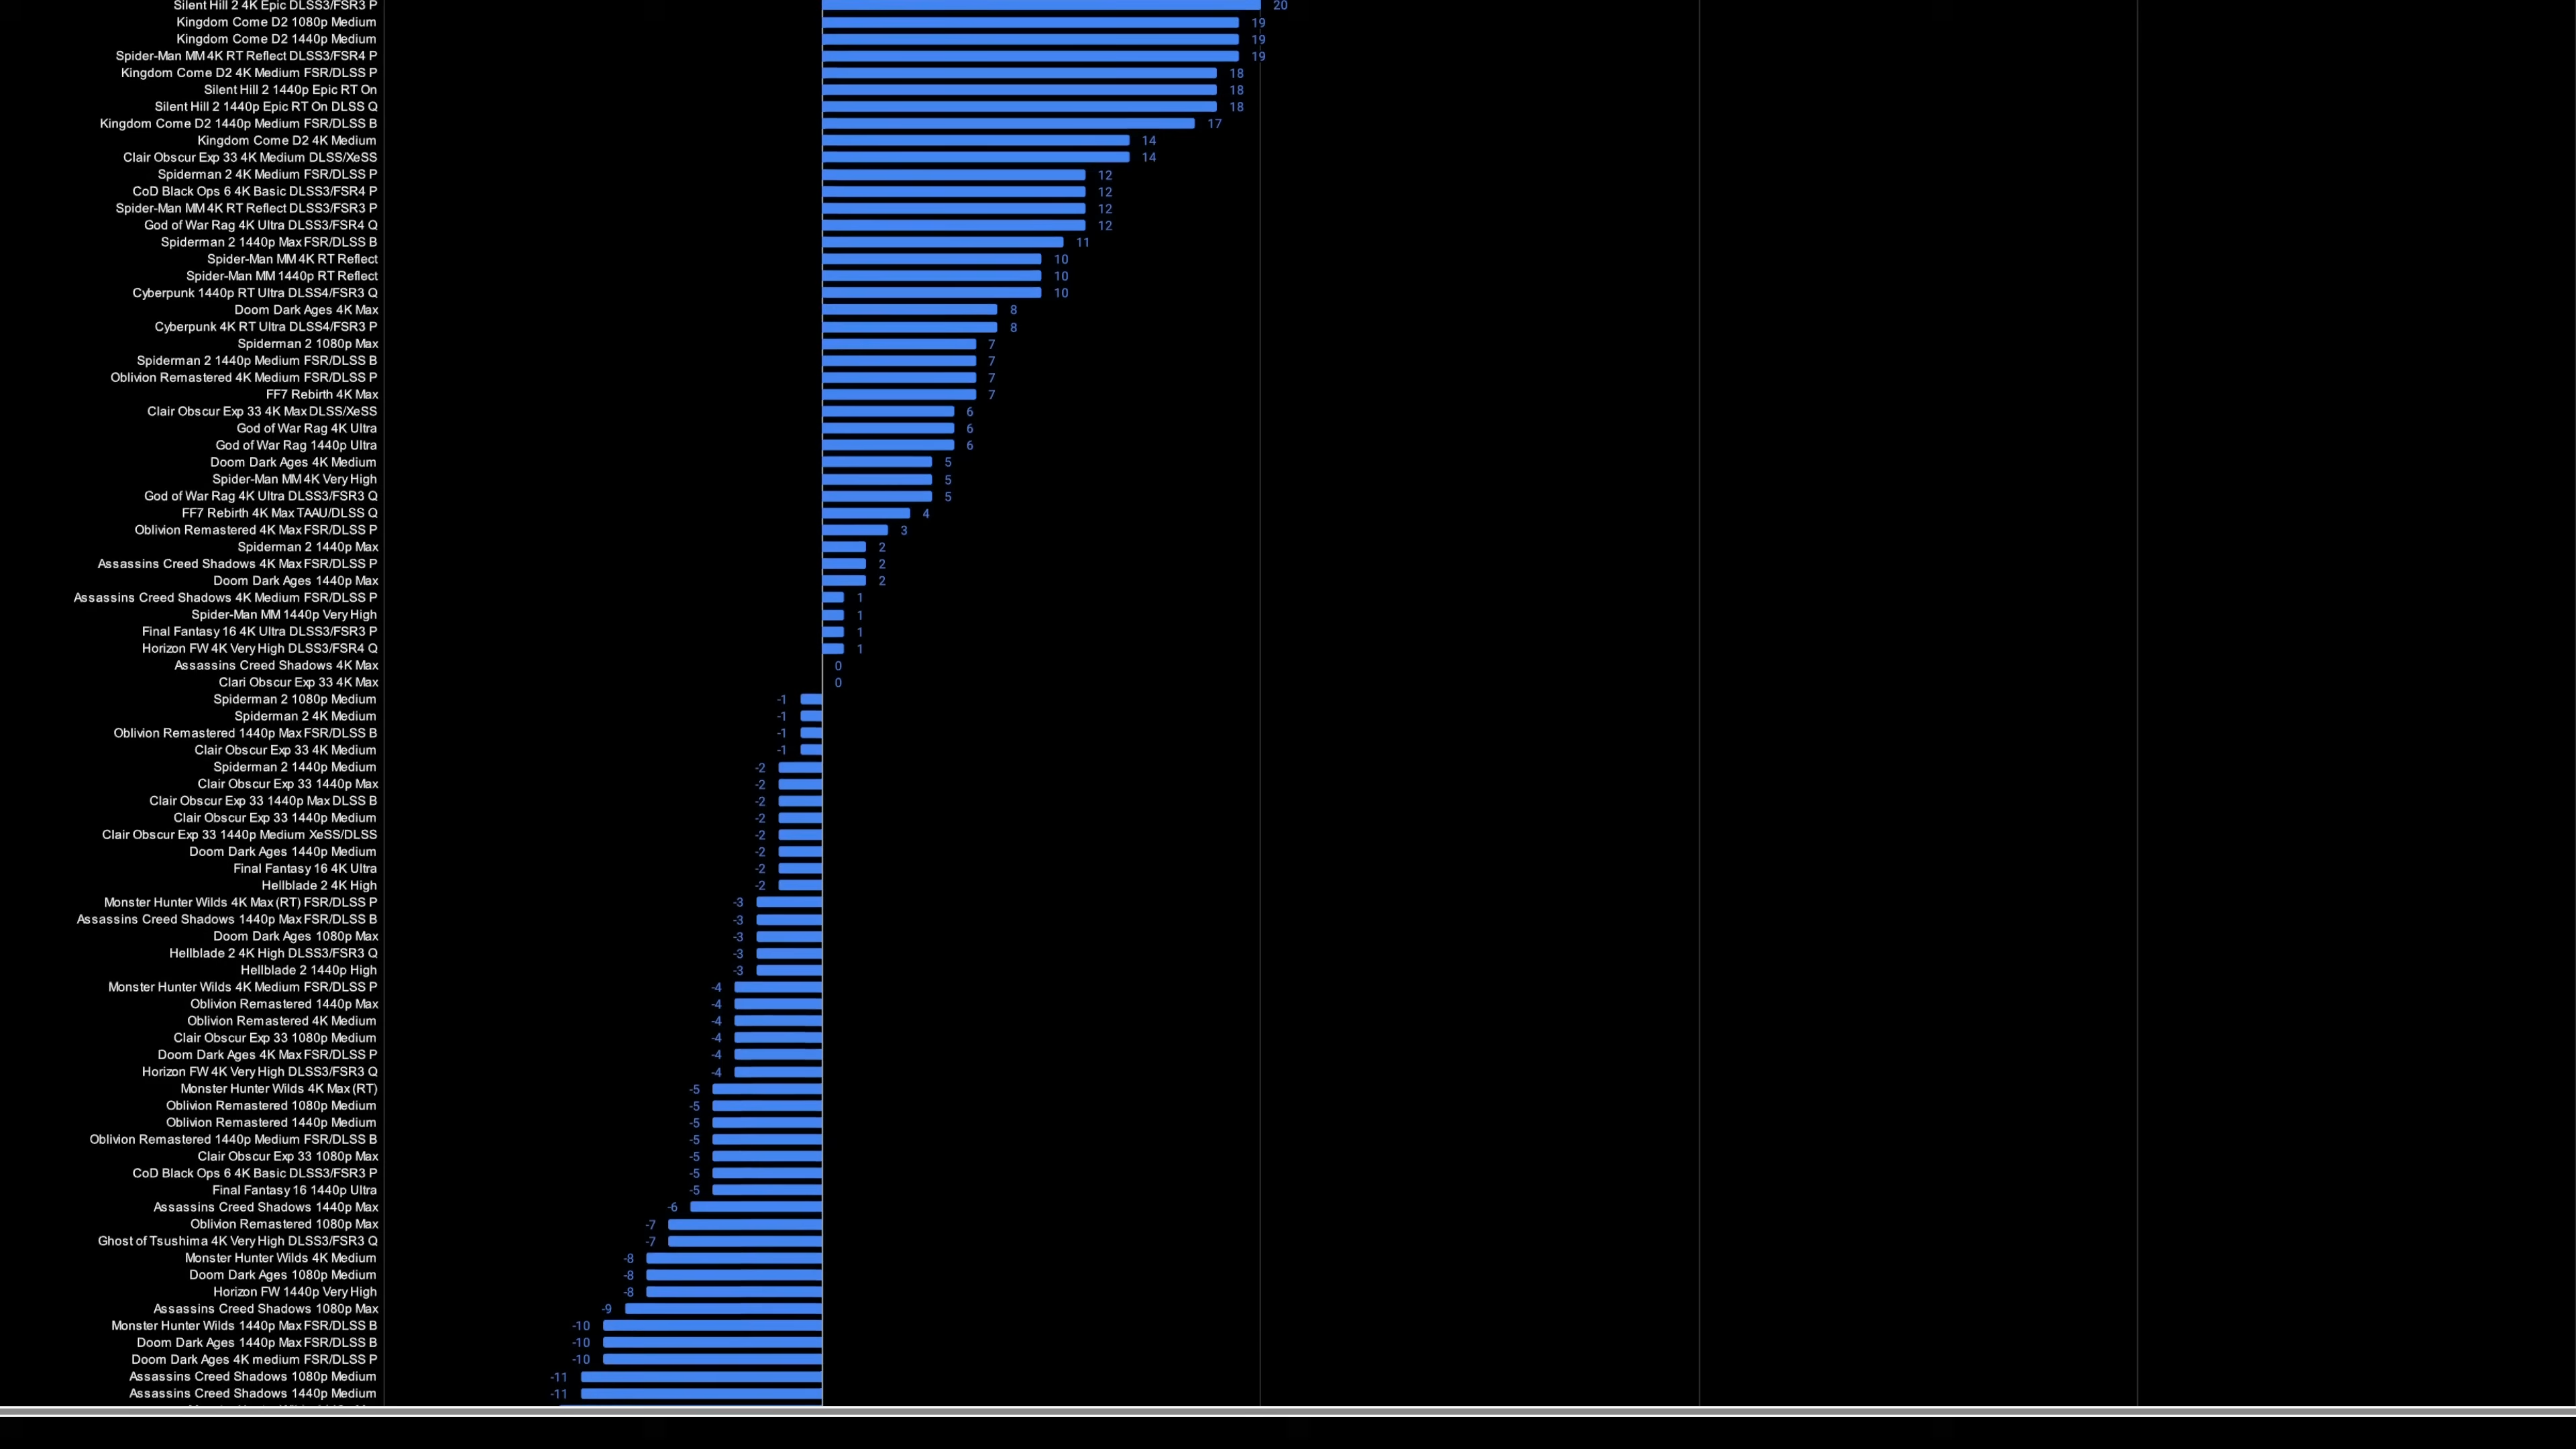 Silent Hill 2 4K Epic DLSS3/FSR3 P 20
Kingdom Come D2 1080p Medium 19
Kingdom Come D2 1440p Medium 19
Spider-Man MM 4K RT Reflect DLSS3/FSR4 P 19
Kingdom Come D2 4K Medium FSR/DLSS P 18
Silent Hill 2 1440p Epic RT On 18
Silent Hill 2 1440p Epic RT On DLSS Q 18
Kingdom Come D2 1440p Medium FSR/DLSS B 17
Kingdom Come D2 4K Medium 14
Clair Obscur Exp 33 4K Medium DLSS/XeSS 14
Spiderman 2 4K Medium FSR/DLSS P 12
CoD Black Ops 6 4K Basic DLSS3/FSR4 P 12
Spider-Man MM 4K RT Reflect DLSS3/FSR3 P 12
God of War Rag 4K Ultra DLSS3/FSR4 Q 12
Spiderman 2 1440p Max FSR/DLSS B 11
Spider-Man MM 4K RT Reflect 10
Spider-Man MM 1440p RT Reflect 10
Cyberpunk 1440p RT Ultra DLSS4/FSR3 Q 10
Doom Dark Ages 4K Max 8
Cyberpunk 4K RT Ultra DLSS4/FSR3 P 8
Spiderman 2 1080p Max 7
Spiderman 2 1440p Medium FSR/DLSS B 7
Oblivion Remastered 4K Medium FSR/DLSS P 7
FF7 Rebirth 4K Max 7
Clair Obscur Exp 33 4K Max DLSS/XeSS 6
God of War Rag 4K Ultra 6
God of War Rag 1440p Ultra 6
Doom Dark Ages 4K Medium 5
Spider-Man MM 4K Very High 5
God of War Rag 4K Ultra DLSS3/FSR3 Q 5
FF7 Rebirth 4K Max TAAU/DLSS Q 4
Oblivion Remastered 4K Max FSR/DLSS P 3
Spiderman 2 1440p Max 2
Assassins Creed Shadows 4K Max FSR/DLSS P 2
Doom Dark Ages 1440p Max 2
Assassins Creed Shadows 4K Medium FSR/DLSS P 1
Spider-Man MM 1440p Very High 1
Final Fantasy 16 4K Ultra DLSS3/FSR3 P 1
Horizon FW 4K Very High DLSS3/FSR4 Q 1
Assassins Creed Shadows 4K Max 0
Clari Obscur Exp 33 4K Max 0
Spiderman 2 1080p Medium -1
Spiderman 2 4K Medium -1
Oblivion Remastered 1440p Max FSR/DLSS B -1
Clair Obscur Exp 33 4K Medium -1
Spiderman 2 1440p Medium -2
Clair Obscur Exp 33 1440p Max -2
Clair Obscur Exp 33 1440p Max DLSS B -2
Clair Obscur Exp 33 1440p Medium -2
Clair Obscur Exp 33 1440p Medium XeSS/DLSS -2
Doom Dark Ages 1440p Medium -2
Final Fantasy 16 4K Ultra -2
Hellblade 2 4K High -2
Monster Hunter Wilds 4K Max (RT) FSR/DLSS P -3
Assassins Creed Shadows 1440p Max FSR/DLSS B -3
Doom Dark Ages 1080p Max -3
Hellblade 2 4K High DLSS3/FSR3 Q -3
Hellblade 2 1440p High -3
Monster Hunter Wilds 4K Medium FSR/DLSS P -4
Oblivion Remastered 1440p Max -4
Oblivion Remastered 4K Medium -4
Clair Obscur Exp 33 1080p Medium -4
Doom Dark Ages 4K Max FSR/DLSS P -4
Horizon FW 4K Very High DLSS3/FSR3 Q -4
Monster Hunter Wilds 4K Max (RT) -5
Oblivion Remastered 1080p Medium -5
Oblivion Remastered 1440p Medium -5
Oblivion Remastered 1440p Medium FSR/DLSS B -5
Clair Obscur Exp 33 1080p Max -5
CoD Black Ops 6 4K Basic DLSS3/FSR3 P -5
Final Fantasy 16 1440p Ultra -5
Assassins Creed Shadows 1440p Max -6
Oblivion Remastered 1080p Max -7
Ghost of Tsushima 4K Very High DLSS3/FSR3 Q -7
Monster Hunter Wilds 4K Medium -8
Doom Dark Ages 1080p Medium -8
Horizon FW 1440p Very High -8
Assassins Creed Shadows 1080p Max -9
Monster Hunter Wilds 1440p Max FSR/DLSS B -10
Doom Dark Ages 1440p Max FSR/DLSS B -10
Doom Dark Ages 4K medium FSR/DLSS P -10
Assassins Creed Shadows 1080p Medium -11
Assassins Creed Shadows 1440p Medium -11